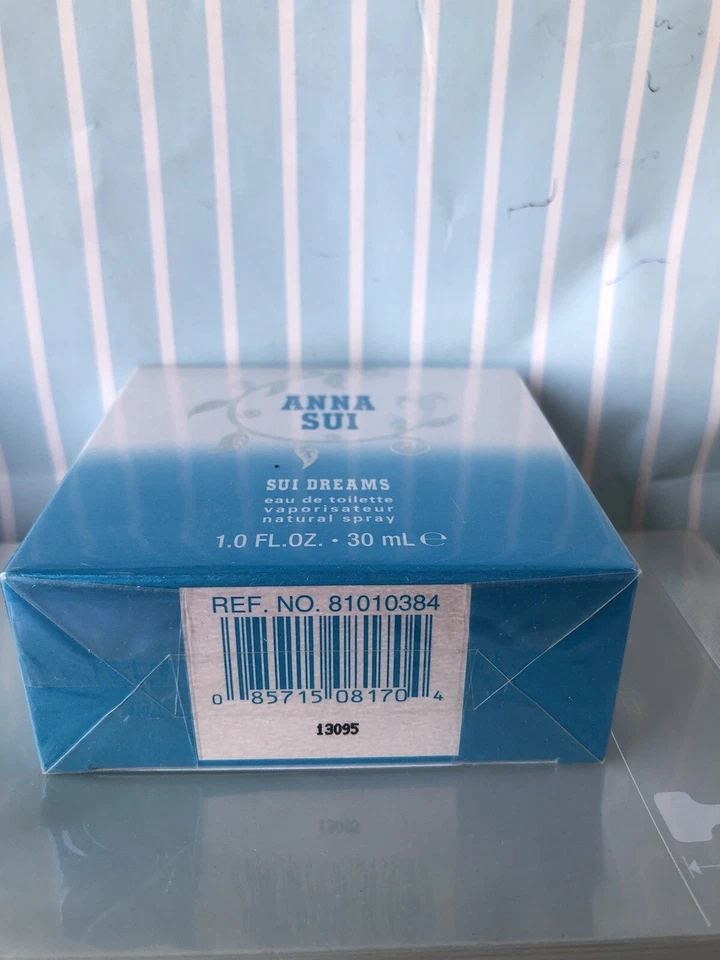 ANNA
SUI
SUI DREAMS
eau de toilette
vaporisateur
natural spray
1.0 FL.OZ. • 30 mL ℮
REF. NO. 81010384
0 85715 08170 4
13095